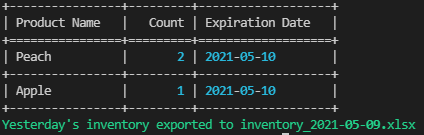 Product Name Count Expiration Date
Peach 2 2021-05-10
Apple 1 2021-05-10
Yesterday's inventory exported to inventory_2021-05-09.xlsx